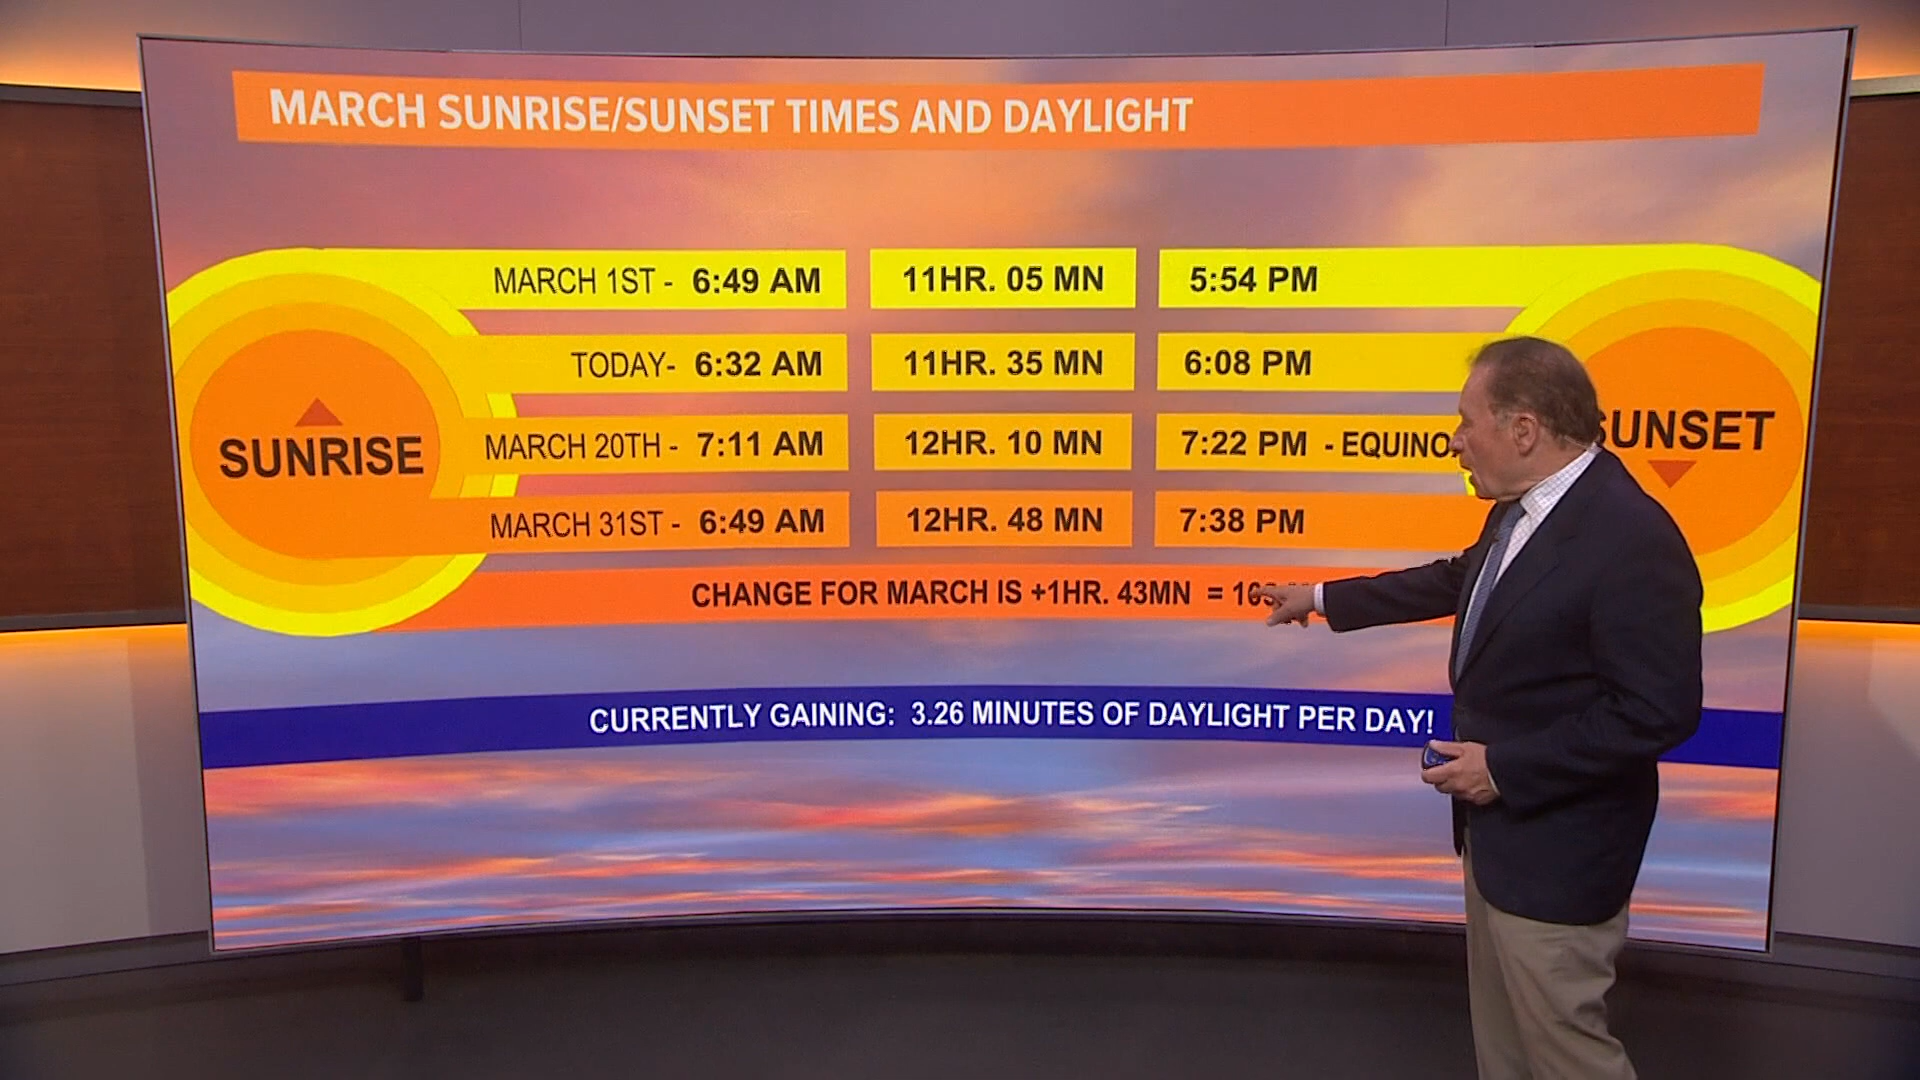 MARCH SUNRISE/SUNSET TIMES AND DAYLIGHT
MARCH 1ST - 6:49 AM 11HR. 05 MN 5:54 PM
TODAY- 6:32 AM 11HR. 35 MN 6:08 PM
SUNRISE
MARCH 20TH - 7:11 AM 12HR. 10 MN 7:22 PM - EQUINO
SUNSET
MARCH 31ST - 6:49 AM 12HR. 48 MN 7:38 PM
CHANGE FOR MARCH IS +1HR. 43MN =
CURRENTLY GAINING: 3.26 MINUTES OF DAYLIGHT PER DAY!